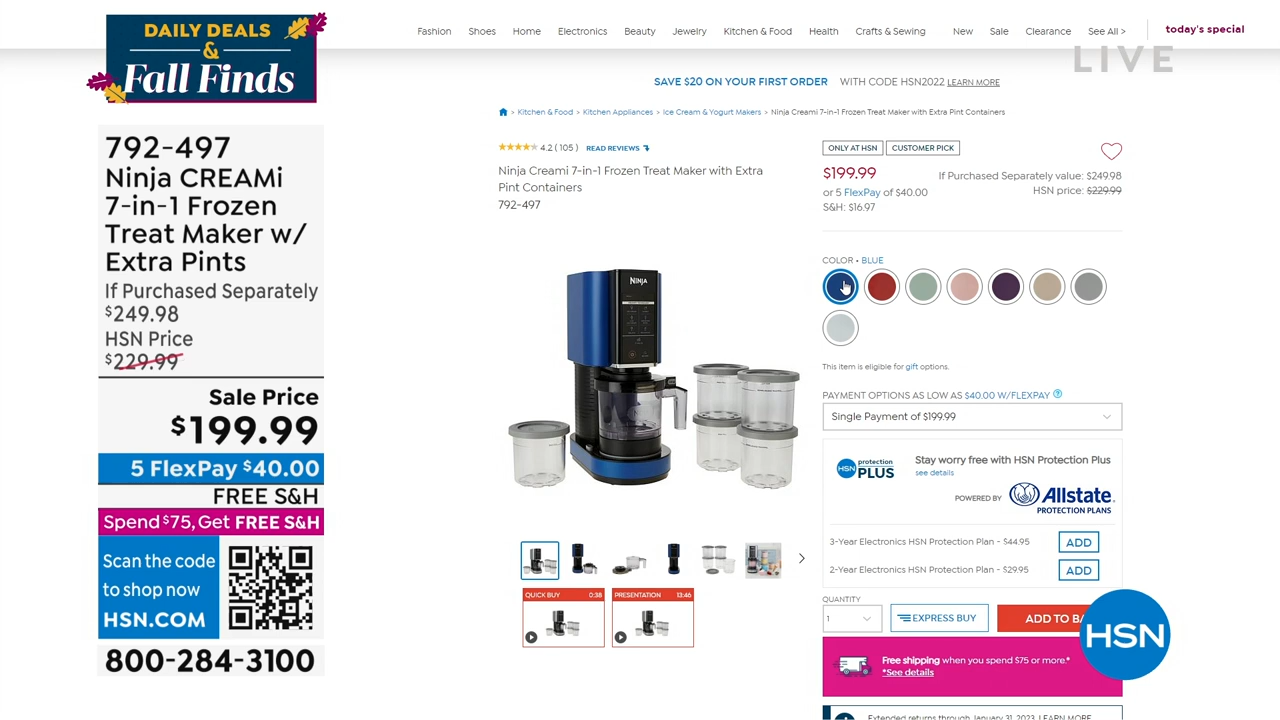 DAILY DEALS
&
Fall Finds
792-497
Ninja CREAMi
7-in-1 Frozen
Treat Maker w/
Extra Pints
If Purchased Separately
$249.98
HSN Price
$229.99
Sale Price
$199.99
5 FlexPay $40.00
FREE S&H
Spend $75, Get FREE S&H
Scan the code
to shop now
HSN.COM
800-284-3100
Fashion Shoes Home Electronics Beauty Jewelry Kitchen & Food Health Crafts & Sewing New Sale Clearance See All > today's special
LIVE
SAVE $20 ON YOUR FIRST ORDER WITH CODE HSN2022 LEARN MORE
> Kitchen & Food > Kitchen Appliances > Ice Cream & Yogurt Makers > Ninja Creami 7-in-1 Frozen Treat Maker with Extra Pint Containers
4.2 ( 105 ) READ REVIEWS
Ninja Creami 7-in-1 Frozen Treat Maker with Extra
Pint Containers
792-497
NINJA
QUICK BUY 0:38
PRESENTATION 13:46
ONLY AT HSN CUSTOMER PICK
$199.99 If Purchased Separately value: $249.98
or 5 FlexPay of $40.00 HSN price: $229.99
S&H: $16.97
COLOR • BLUE
This item is eligible for gift options.
PAYMENT OPTIONS AS LOW AS $40.00 W/FLEXPAY ?
Single Payment of $199.99
HSN protection PLUS
Stay worry free with HSN Protection Plus
see details
POWERED BY Allstate.
PROTECTION PLANS
3-Year Electronics HSN Protection Plan - $44.95 ADD
2-Year Electronics HSN Protection Plan - $29.95 ADD
QUANTITY
1 EXPRESS BUY ADD TO BA
HSN
Free shipping when you spend $75 or more.*
*See details
Extended returns through January 31, 2023. LEARN MORE